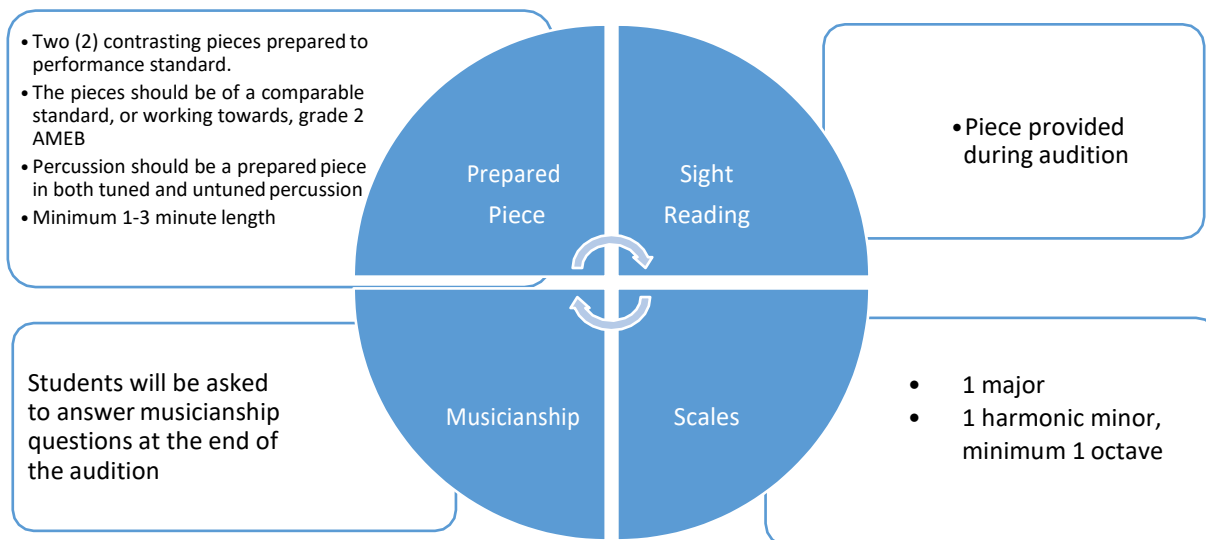 • Two (2) contrasting pieces prepared to
performance standard.
• The pieces should be of a comparable
standard, or working towards, grade 2
AMEB
• Percussion should be a prepared piece
in both tuned and untuned percussion
• Minimum 1-3 minute length
Prepared
Piece
Sight
Reading
•Piece provided
during audition
Students will be asked
to answer musicianship
questions at the end of
the audition
Musicianship
Scales
• 1 major
• 1 harmonic minor,
minimum 1 octave